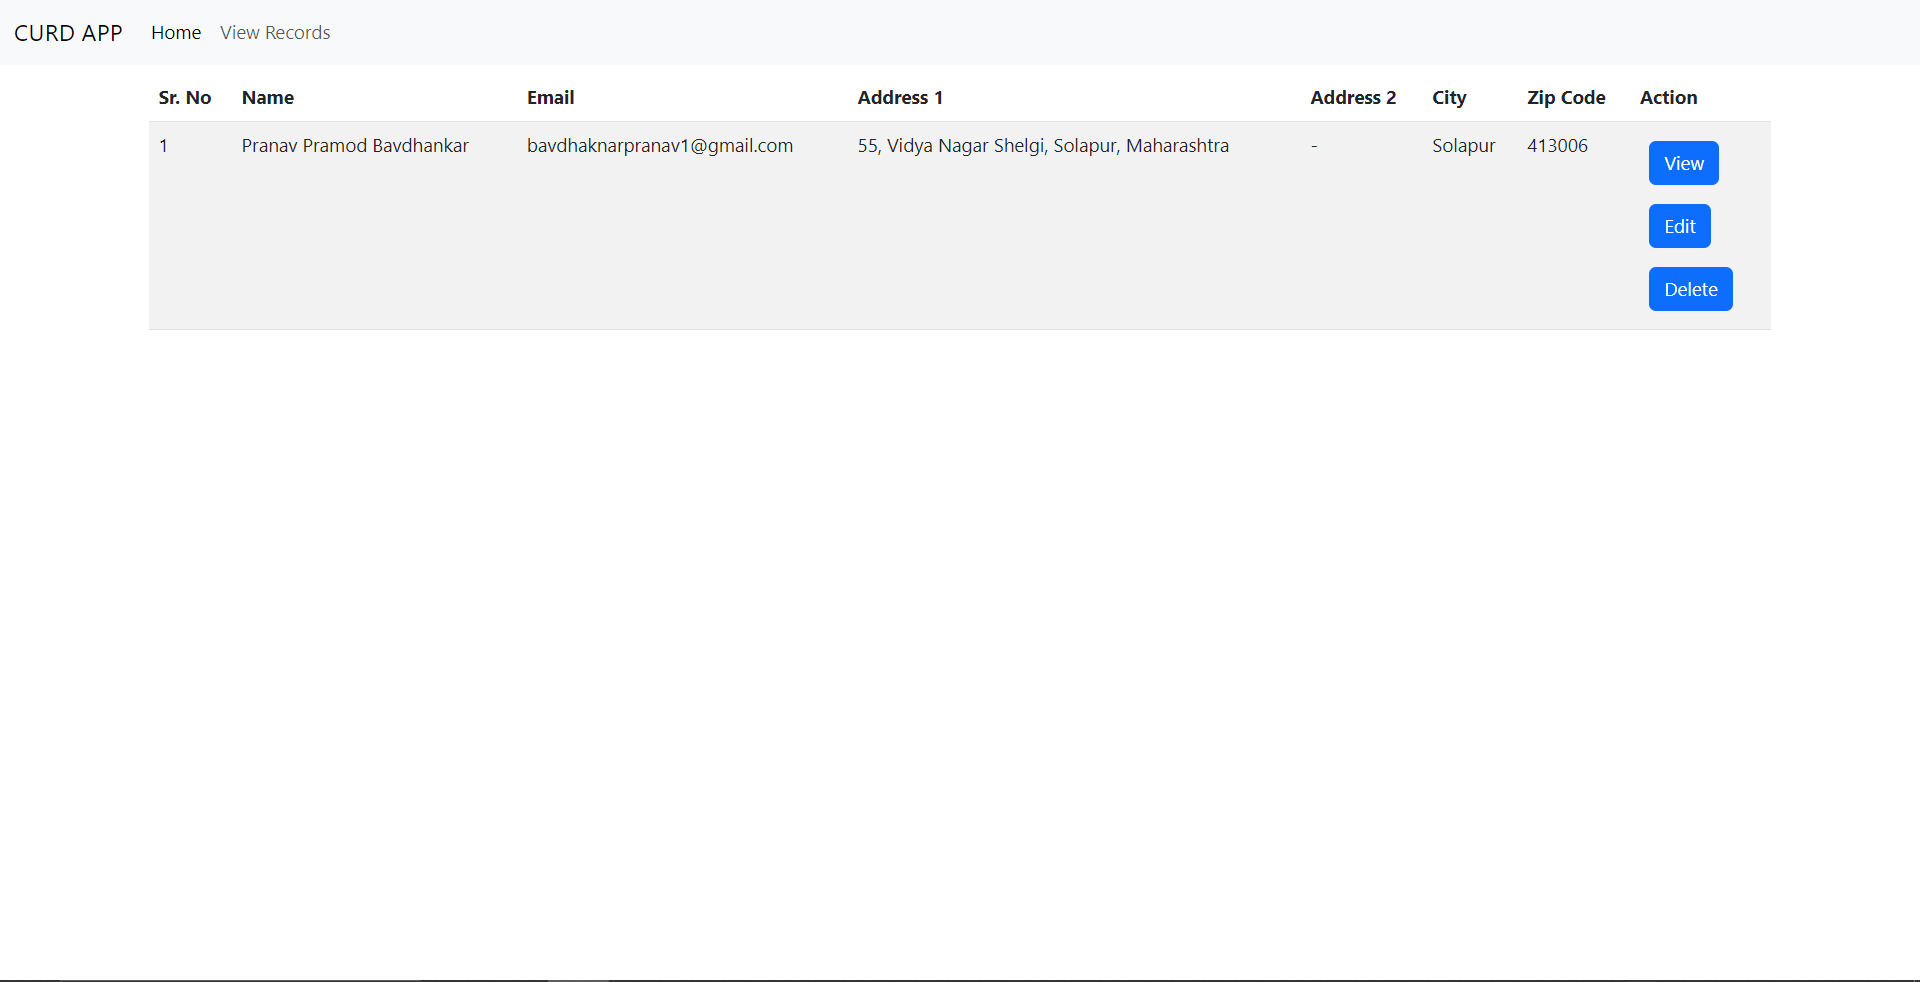 CURD APP Home View Records
Sr. No Name Email Address 1 Address 2 City Zip Code Action
1 Pranav Pramod Bavdhankar bavdhaknarpranav1@gmail.com 55, Vidya Nagar Shelgi, Solapur, Maharashtra - Solapur 413006 View
Edit
Delete